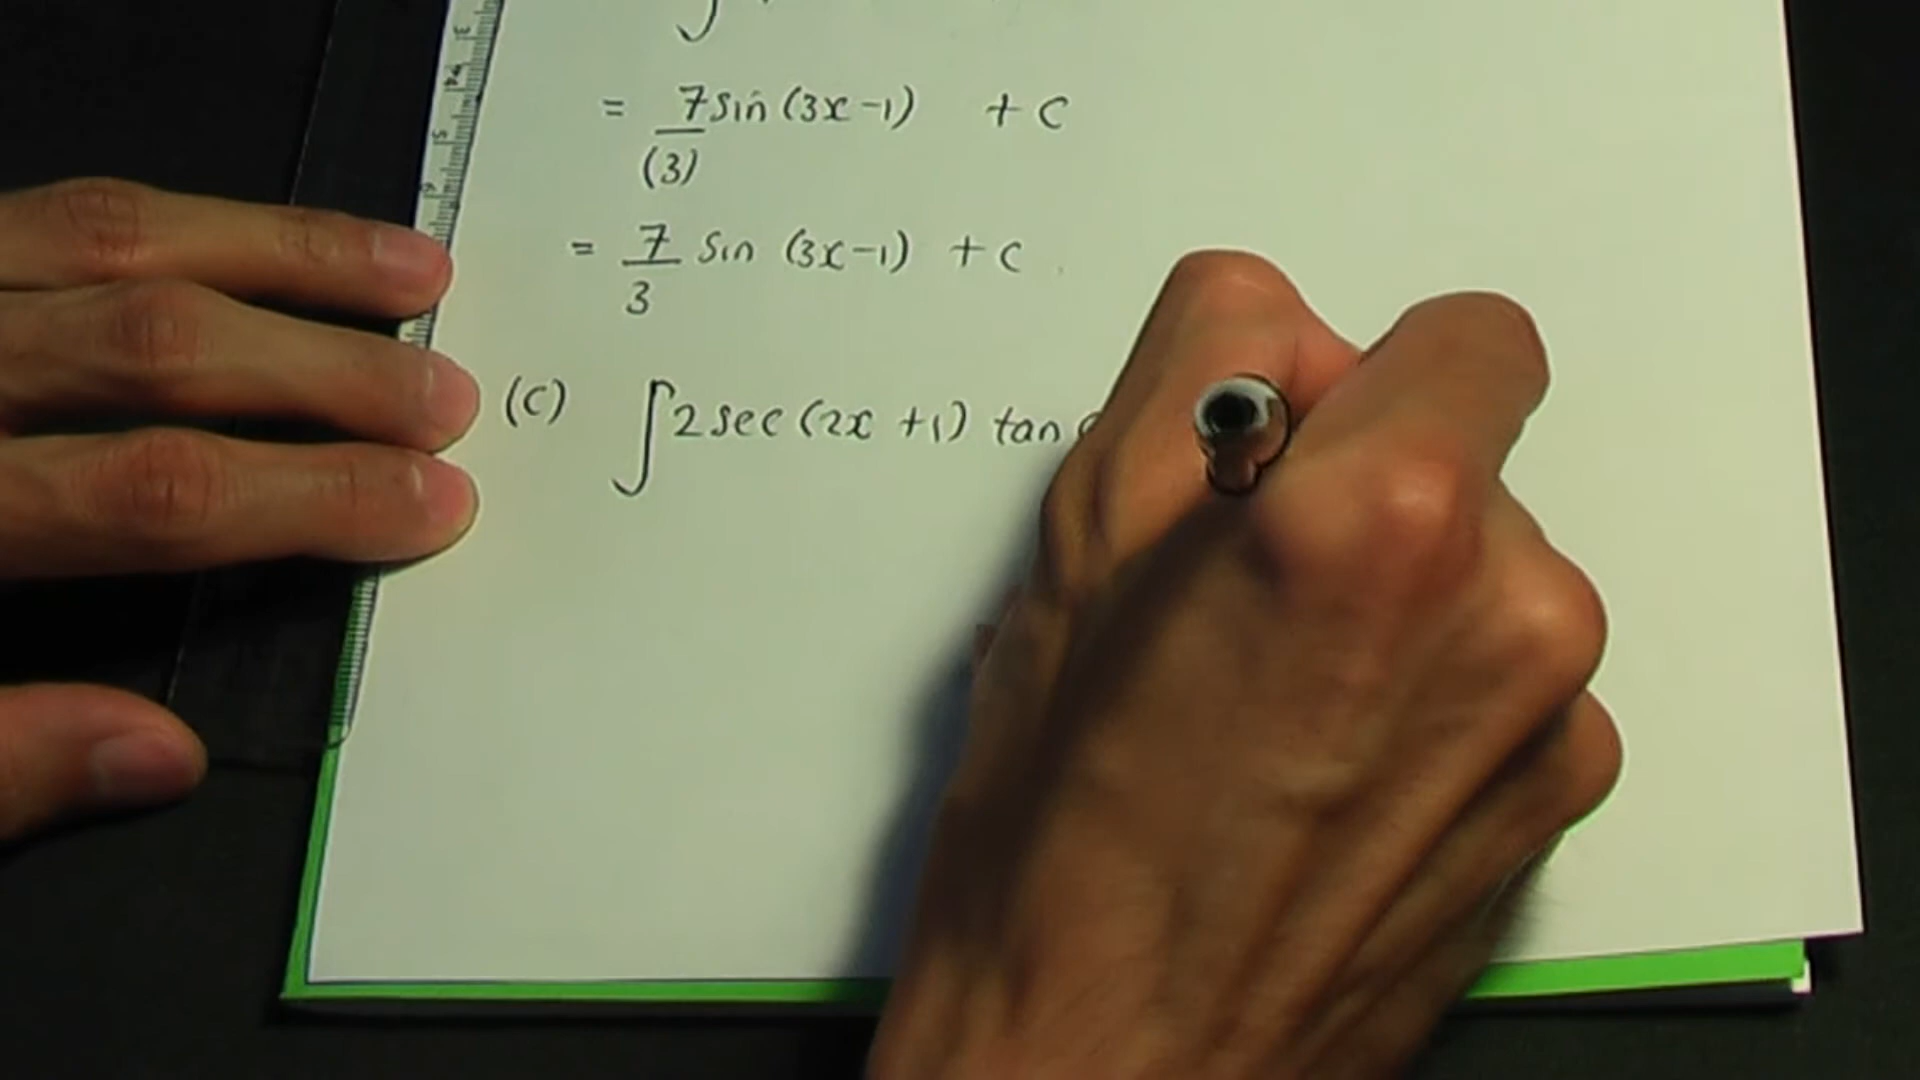 = 7sin (3x-1) + C
(3)
= 7 sin (3x-1) + C
3
(c) ∫2sec (2x +1) tan (